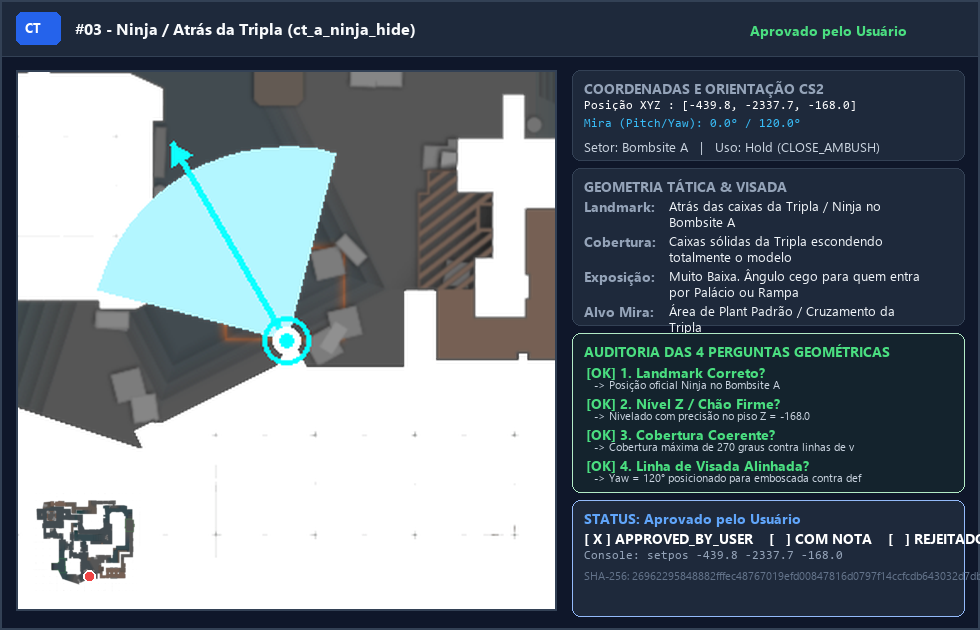 CT
#03 - Ninja / Atrás da Tripla (ct_a_ninja_hide)
Aprovado pelo Usuário
COORDENADAS E ORIENTAÇÃO CS2
Posição XYZ : [-439.8, -2337.7, -168.0]
Mira (Pitch/Yaw): 0.0° / 120.0°
Setor: Bombsite A | Uso: Hold (CLOSE_AMBUSH)
GEOMETRIA TÁTICA & VISADA
Landmark: Atrás das caixas da Tripla / Ninja no
Bombsite A
Cobertura: Caixas sólidas da Tripla escondendo
totalmente o modelo
Exposição: Muito Baixa. Ângulo cego para quem entra
por Palácio ou Rampa
Alvo Mira: Área de Plant Padrão / Cruzamento da
Tripla
AUDITORIA DAS 4 PERGUNTAS GEOMÉTRICAS
[OK] 1. Landmark Correto?
-> Posição oficial Ninja no Bombsite A
[OK] 2. Nível Z / Chão Firme?
-> Nivelado com precisão no piso Z = -168.0
[OK] 3. Cobertura Coerente?
-> Cobertura máxima de 270 graus contra linhas de v
[OK] 4. Linha de Visada Alinhada?
-> Yaw = 120° posicionado para emboscada contra def
STATUS: Aprovado pelo Usuário
[ X ] APPROVED_BY_USER [ ] COM NOTA [ ] REJEITADO
Console: setpos -439.8 -2337.7 -168.0